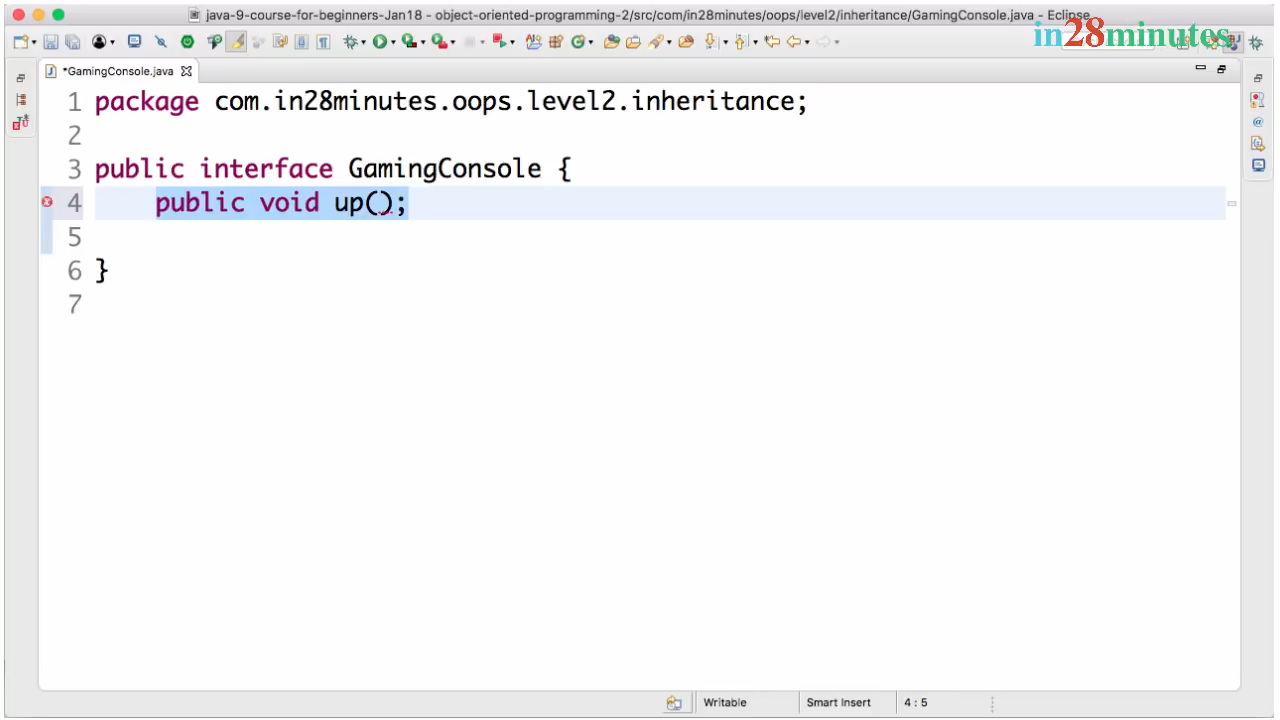 java-9-course-for-beginners-Jan18 - object-oriented-programming-2/src/com/in28minutes/oops/level2/inheritance/GamingConsole.java - Eclipse
in28minutes
*GamingConsole.java
1 package com.in28minutes.oops.level2.inheritance;
2
3 public interface GamingConsole {
4 public void up();
5
6 }
7
Writable Smart Insert 4 : 5